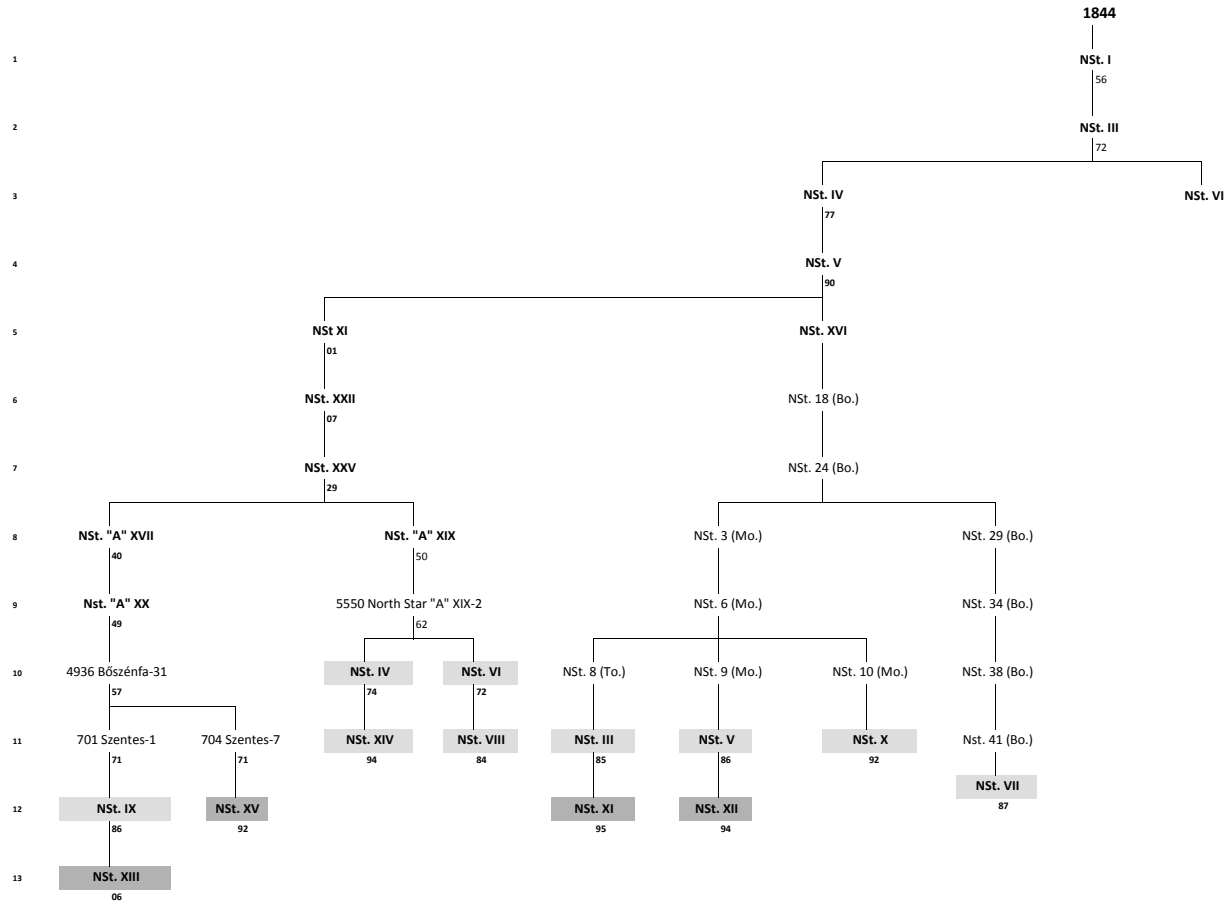 1844
1 NSt. I
56
2 NSt. III
72
3 NSt. IV NSt. VI
77
4 NSt. V
90
5 NSt XI NSt. XVI
01
6 NSt. XXII NSt. 18 (Bo.)
07
7 NSt. XXV NSt. 24 (Bo.)
29
8 NSt. "A" XVII NSt. "A" XIX NSt. 3 (Mo.) NSt. 29 (Bo.)
40 50
9 Nst. "A" XX 5550 North Star "A" XIX-2 NSt. 6 (Mo.) NSt. 34 (Bo.)
49 62
10 4936 Bőszénfa-31 NSt. IV NSt. VI NSt. 8 (To.) NSt. 9 (Mo.) NSt. 10 (Mo.) NSt. 38 (Bo.)
57 74 72
11 701 Szentes-1 704 Szentes-7 NSt. XIV NSt. VIII NSt. III NSt. V NSt. X Nst. 41 (Bo.)
71 71 94 84 85 86 92
NSt. VII
12 NSt. IX NSt. XV NSt. XI NSt. XII 87
86 92 95 94
13 NSt. XIII
06